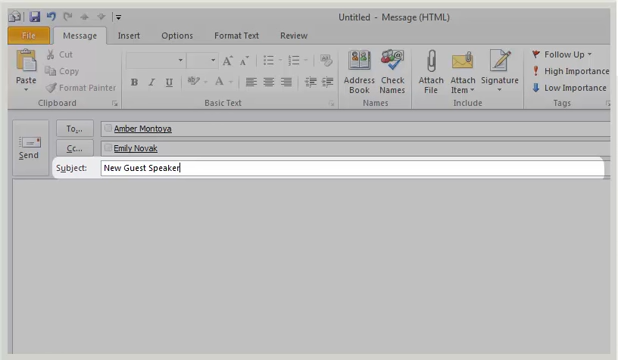 Untitled - Message (HTML)
File Message Insert Options Format Text Review
Cut
Copy
Format Painter
Paste
Clipboard
B I U
Basic Text
Address Book
Check Names
Names
Attach File
Attach Item
Signature
Include
Follow Up
High Importance
Low Importance
Tags
Send
To... Amber Montoya
Cc... Emily Novak
Subject: New Guest Speaker